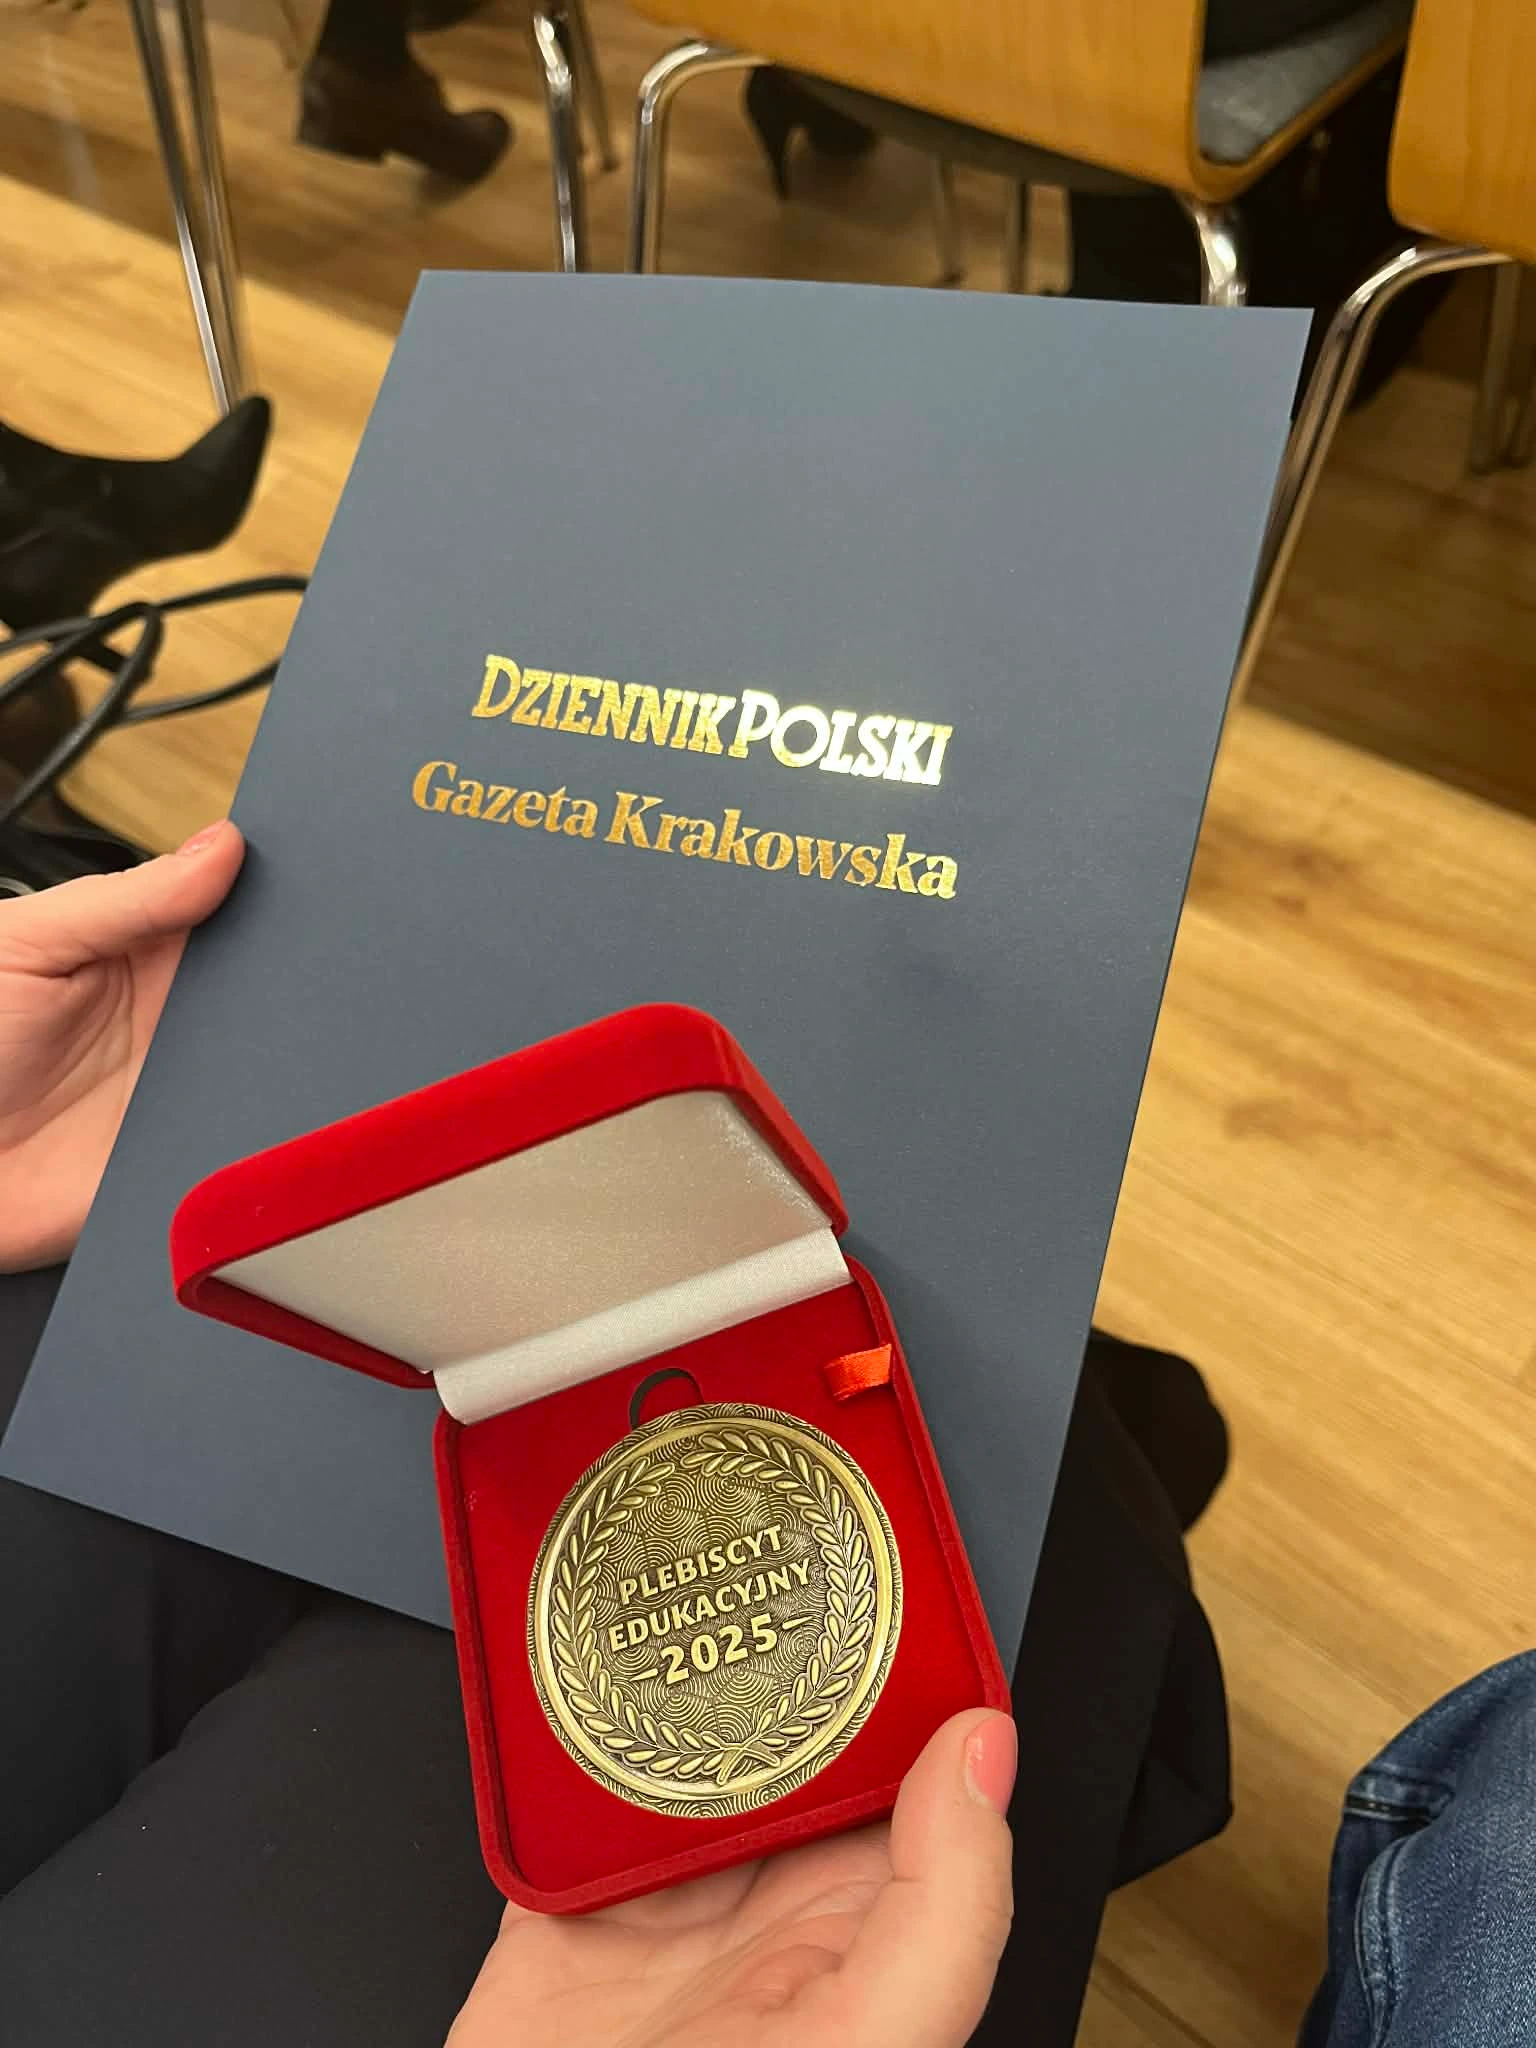 DZIENNIK POLSKI
Gazeta Krakowska
PLEBISCYT
EDUKACYJNY
-2025-